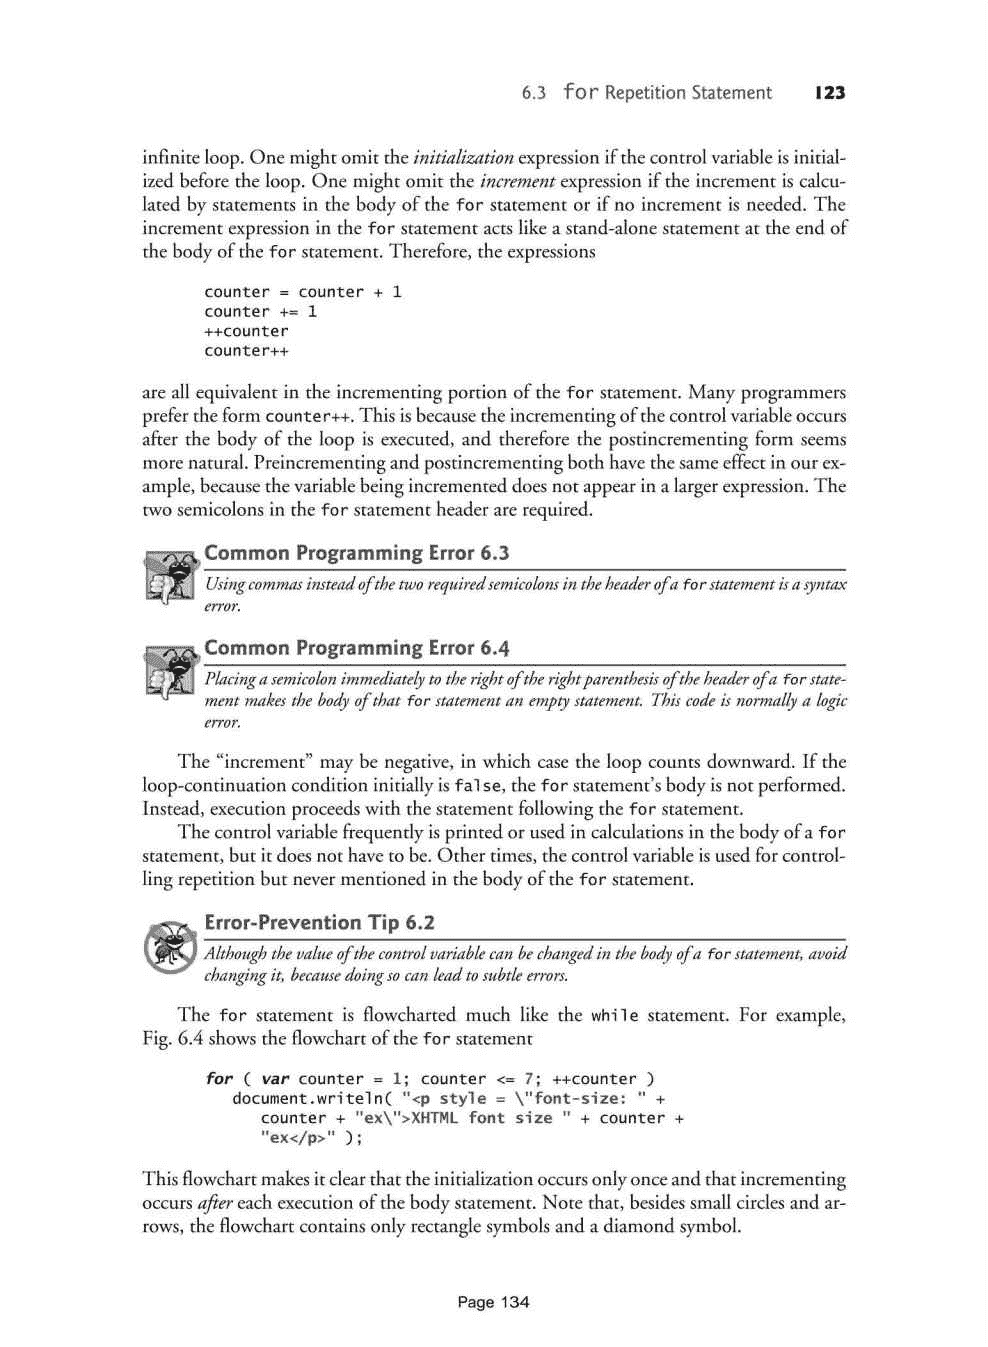 6.3 for Repetition Statement 123
infinite loop. One might omit the initialization expression if the control variable is initial-
ized before the loop. One might omit the increment expression if the increment is calcu-
lated by statements in the body of the for statement or if no increment is needed. The
increment expression in the for statement acts like a stand-alone statement at the end of
the body of the for statement. Therefore, the expressions
counter = counter + 1
counter += 1
++counter
counter++
are all equivalent in the incrementing portion of the for statement. Many programmers
prefer the form counter++. This is because the incrementing of the control variable occurs
after the body of the loop is executed, and therefore the postincrementing form seems
more natural. Preincrementing and postincrementing both have the same effect in our ex-
ample, because the variable being incremented does not appear in a larger expression. The
two semicolons in the for statement header are required.
Common Programming Error 6.3
Using commas instead of the two required semicolons in the header of a for statement is a syntax
error.
Common Programming Error 6.4
Placing a semicolon immediately to the right of the right parenthesis of the header of a for state-
ment makes the body of that for statement an empty statement. This code is normally a logic
error.
The “increment” may be negative, in which case the loop counts downward. If the
loop-continuation condition initially is false, the for statement’s body is not performed.
Instead, execution proceeds with the statement following the for statement.
The control variable frequently is printed or used in calculations in the body of a for
statement, but it does not have to be. Other times, the control variable is used for control-
ling repetition but never mentioned in the body of the for statement.
Error-Prevention Tip 6.2
Although the value of the control variable can be changed in the body of a for statement, avoid
changing it, because doing so can lead to subtle errors.
The for statement is flowcharted much like the while statement. For example,
Fig. 6.4 shows the flowchart of the for statement
for ( var counter = 1; counter <= 7; ++counter )
document.writeln( "<p style = \"font-size: " +
counter + "ex\">XHTML font size " + counter +
"ex</p>" );
This flowchart makes it clear that the initialization occurs only once and that incrementing
occurs after each execution of the body statement. Note that, besides small circles and ar-
rows, the flowchart contains only rectangle symbols and a diamond symbol.
Page 134